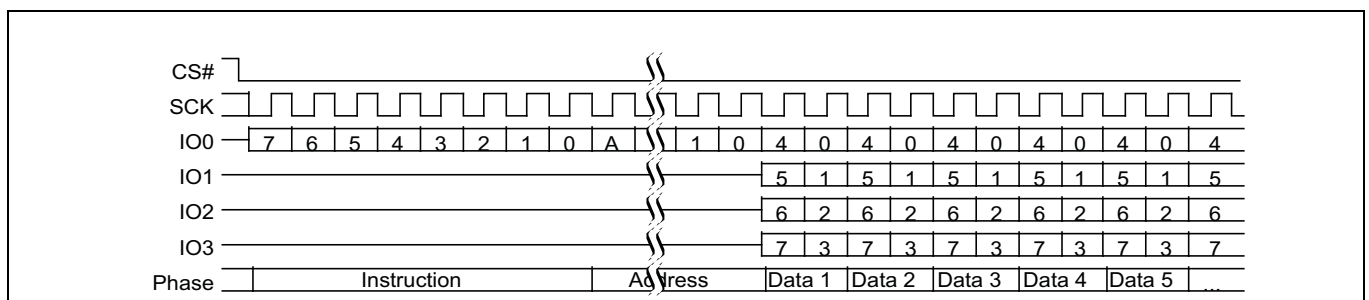 CS#
SCK
IO0 7 6 5 4 3 2 1 0 A 1 0 4 0 4 0 4 0 4 0 4 0 4
IO1 5 1 5 1 5 1 5 1 5 1 5
IO2 6 2 6 2 6 2 6 2 6 2 6
IO3 7 3 7 3 7 3 7 3 7 3 7
Phase Instruction Address Data 1 Data 2 Data 3 Data 4 Data 5 ...